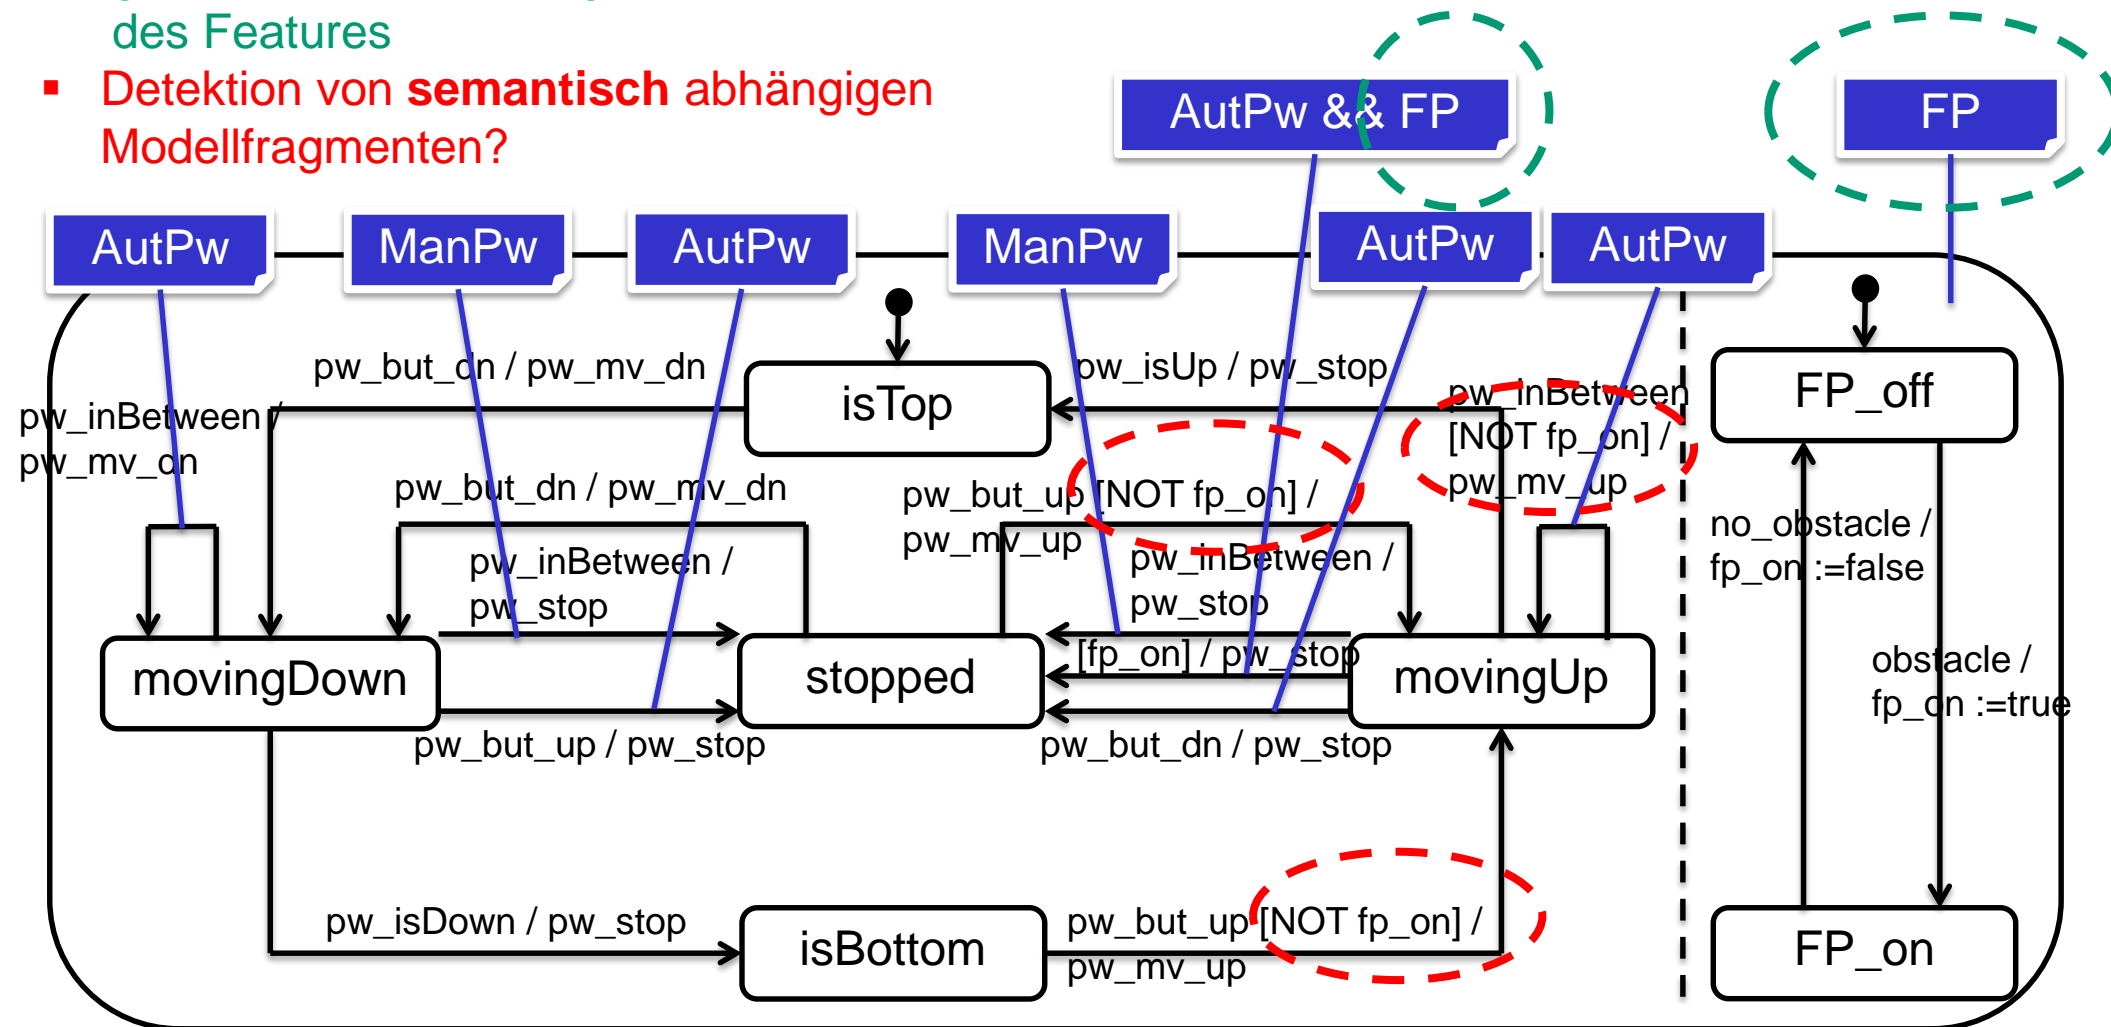 des Features
▪ Detektion von semantisch abhängigen
Modellfragmenten?
AutPw && FP
FP
AutPw
ManPw
AutPw
ManPw
AutPw
AutPw
pw_but_dn / pw_mv_dn
isTop
pw_isUp / pw_stop
pw_inBetween
[NOT fp_on] /
pw_mv_up
FP_off
pw_inBetween /
pw_mv_dn
pw_but_dn / pw_mv_dn
pw_but_up [NOT fp_on] /
pw_mv_up
no_obstacle /
fp_on :=false
pw_inBetween /
pw_stop
pw_inBetween /
pw_stop
[fp_on] / pw_stop
movingDown
stopped
movingUp
obstacle /
fp_on :=true
pw_but_up / pw_stop
pw_but_dn / pw_stop
pw_isDown / pw_stop
isBottom
pw_but_up [NOT fp_on] /
pw_mv_up
FP_on